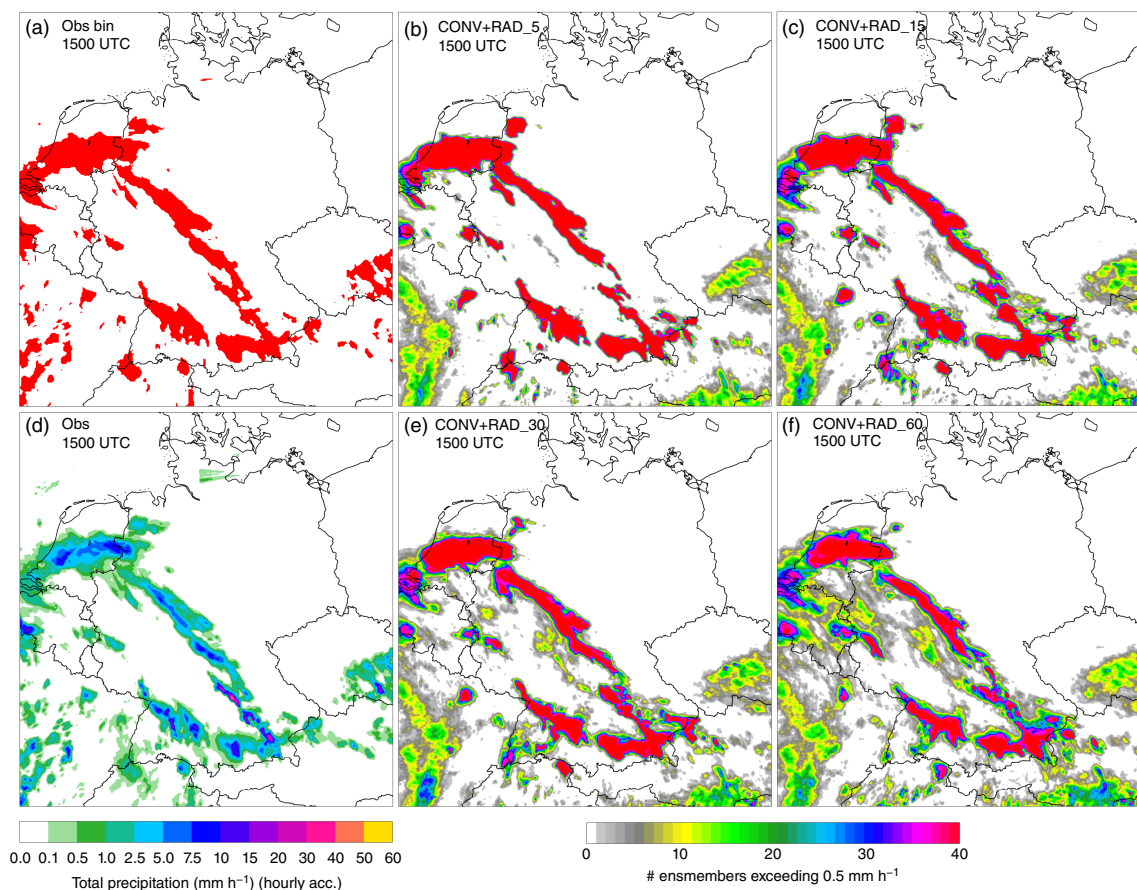 (a) Obs bin
1500 UTC
(b) CONV+RAD_5
1500 UTC
(c) CONV+RAD_15
1500 UTC
(d) Obs
1500 UTC
(e) CONV+RAD_30
1500 UTC
(f) CONV+RAD_60
1500 UTC
0.0 0.1 0.5 1.0 2.5 5.0 7.5 10 15 20 30 40 50 60
Total precipitation (mm h⁻¹) (hourly acc.)
0 10 20 30 40
# ensmembers exceeding 0.5 mm h⁻¹